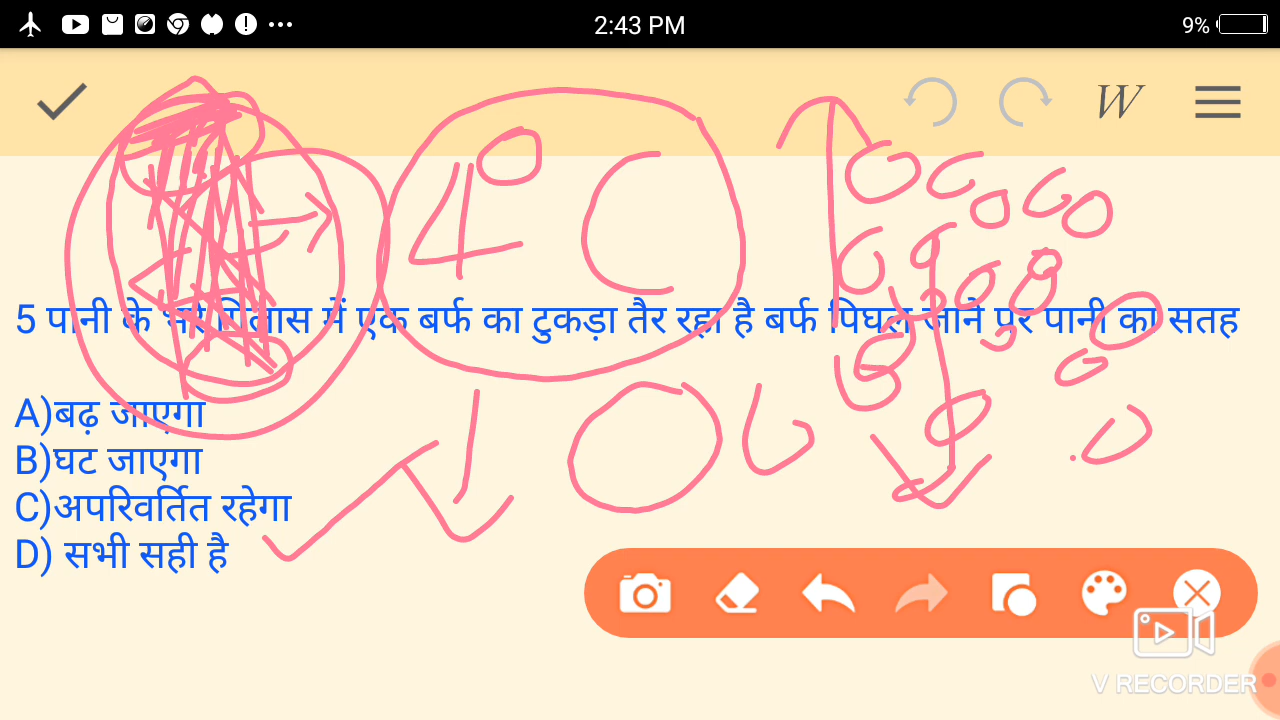 2:43 PM 9%
W
4° C
5 पानी के भरे गिलास में एक बर्फ का टुकड़ा तैर रहा है बर्फ पिघल जाने पर पानी का सतह
A)बढ़ जाएगा
B)घट जाएगा
C)अपरिवर्तित रहेगा
D) सभी सही है
V RECORDER